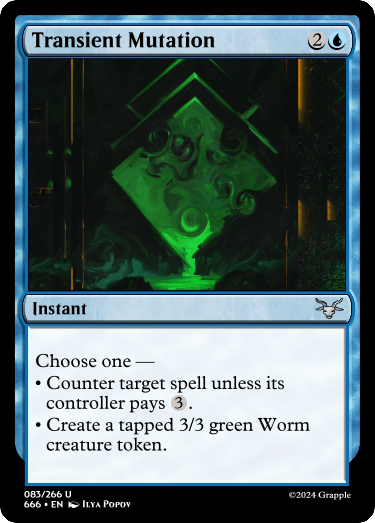 Transient Mutation 2
Instant
Choose one —
• Counter target spell unless its
controller pays 3.
• Create a tapped 3/3 green Worm
creature token.
083/266 U
666 • EN Ilya Popov
©2024 Grapple